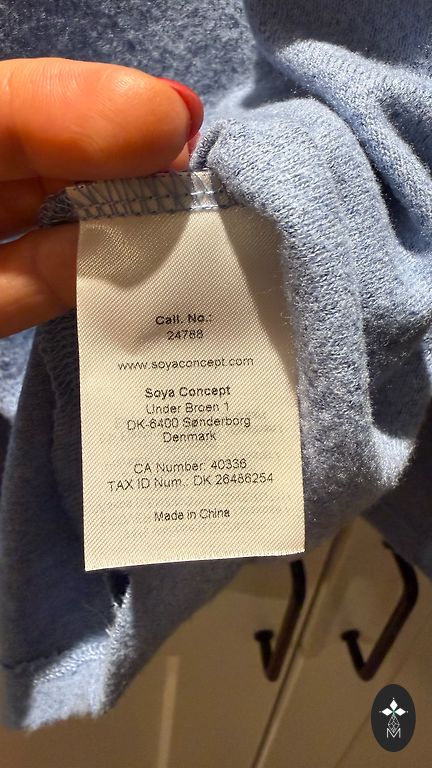 Call. No.:
24788
www.soyaconcept.com
Soya Concept
Under Broen 1
DK-6400 Sønderborg
Denmark
CA Number: 40336
TAX ID Num.: DK 26486254
Made in China
M